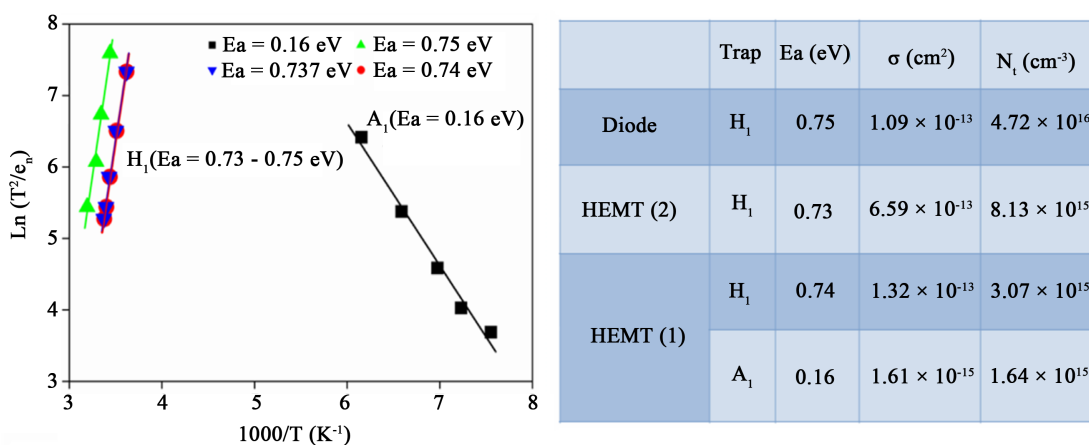 8
7
6
5
4
3
3 4 5 6 7 8
Ln (T²/eₙ)
1000/T (K⁻¹)
Ea = 0.16 eV Ea = 0.75 eV
Ea = 0.737 eV Ea = 0.74 eV
A₁(Ea = 0.16 eV)
H₁(Ea = 0.73 - 0.75 eV)
Trap Ea (eV) σ (cm²) Nₜ (cm⁻³)
Diode H₁ 0.75 1.09 × 10⁻¹³ 4.72 × 10¹⁶
HEMT (2) H₁ 0.73 6.59 × 10⁻¹³ 8.13 × 10¹⁵
HEMT (1) H₁ 0.74 1.32 × 10⁻¹³ 3.07 × 10¹⁵
A₁ 0.16 1.61 × 10⁻¹⁵ 1.64 × 10¹⁵